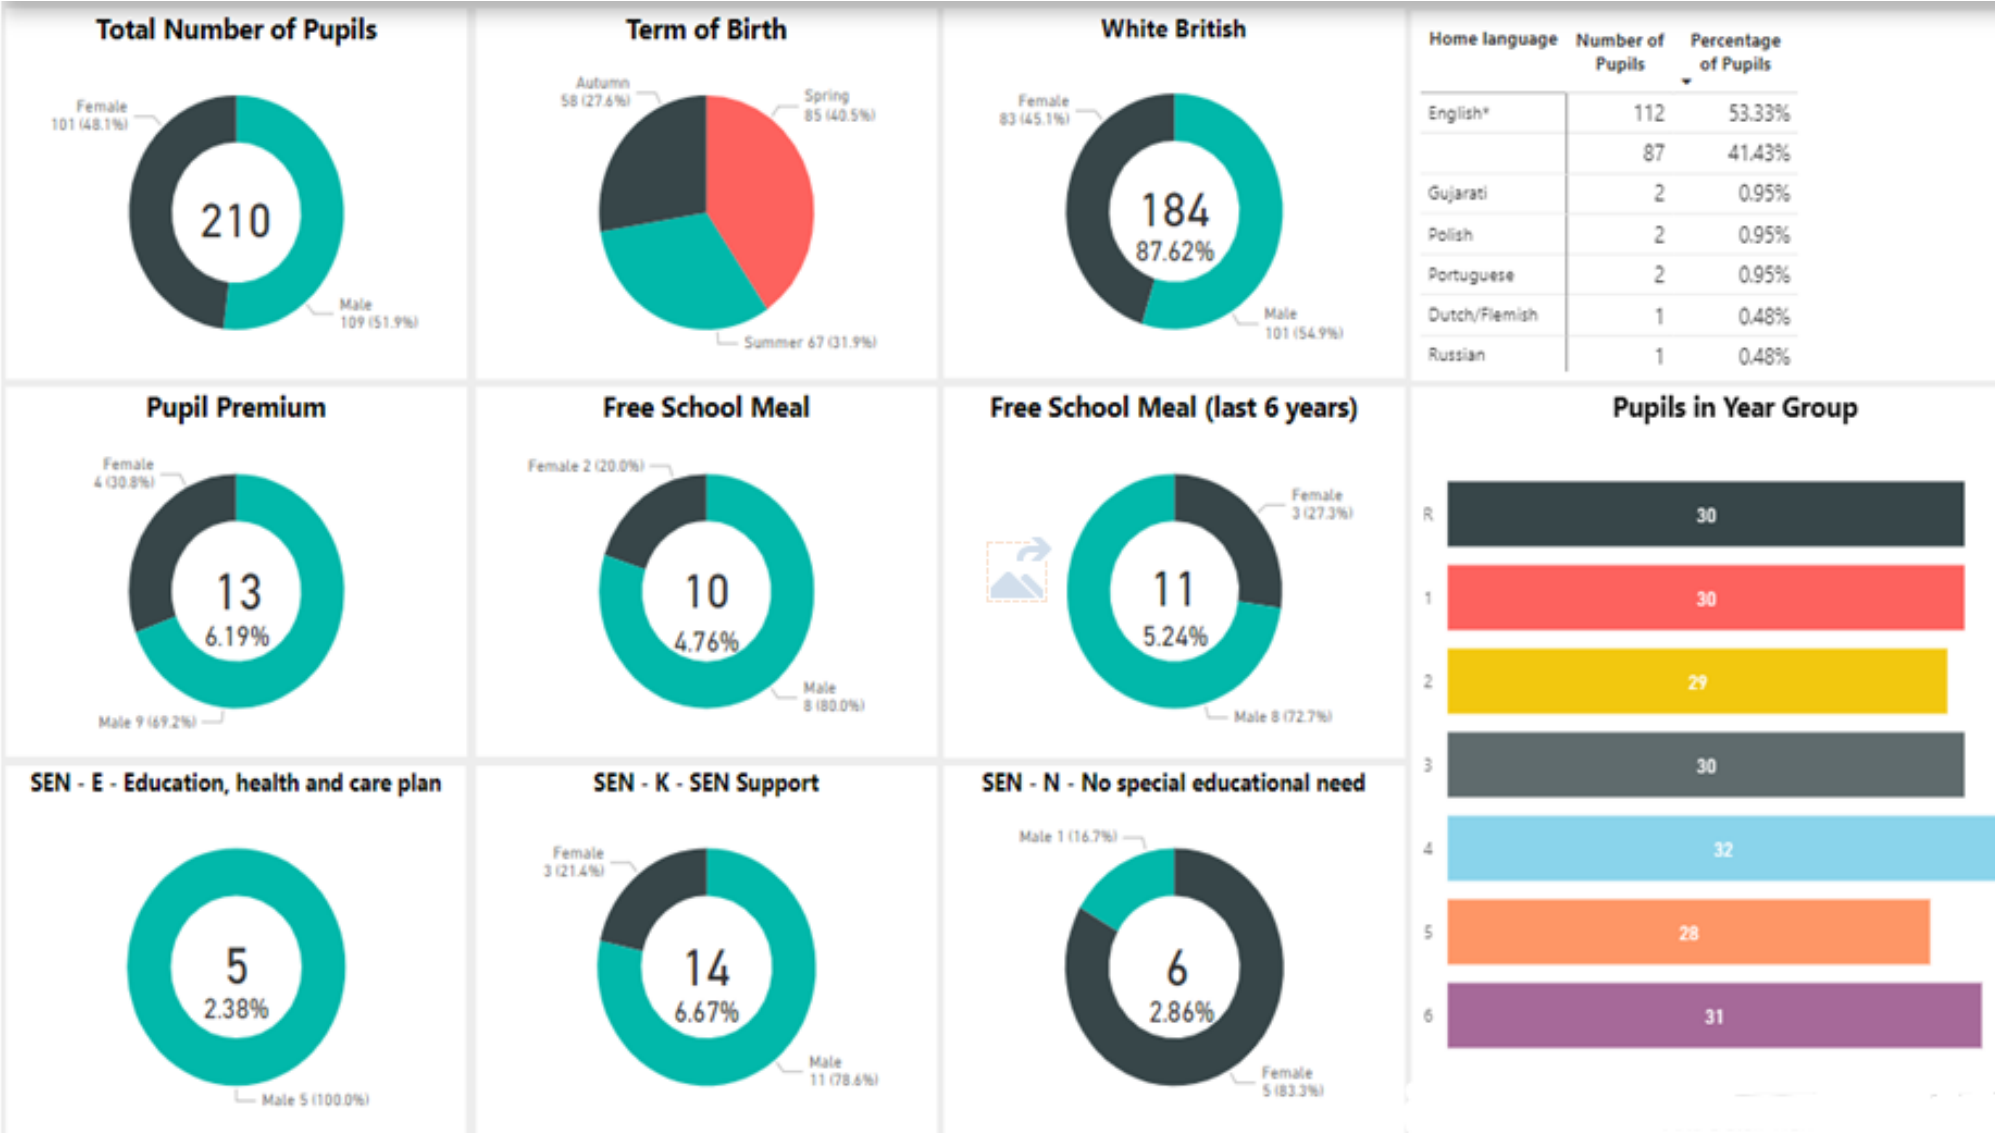 Total Number of Pupils
Female
101 (48.1%)
210
Male
109 (51.9%)
Term of Birth
Autumn
58 (27.6%)
Spring
85 (40.5%)
Summer 67 (31.9%)
White British
Female
83 (45.1%)
184
87.62%
Male
101 (54.9%)
Home language Number of Pupils Percentage of Pupils
English* 112 53.33%
87 41.43%
Gujarati 2 0.95%
Polish 2 0.95%
Portuguese 2 0.95%
Dutch/Flemish 1 0.48%
Russian 1 0.48%
Pupil Premium
Female
4 (30.8%)
13
6.19%
Male 9 (69.2%)
Free School Meal
Female 2 (20.0%)
10
4.76%
Male
8 (80.0%)
Free School Meal (last 6 years)
Female
3 (27.3%)
11
5.24%
Male 8 (72.7%)
Pupils in Year Group
R 30
1 30
2 29
3 30
4 32
5 28
6 31
SEN - E - Education, health and care plan
5
2.38%
Male 5 (100.0%)
SEN - K - SEN Support
Female
3 (21.4%)
14
6.67%
Male
11 (78.6%)
SEN - N - No special educational need
Male 1 (16.7%)
6
2.86%
Female
5 (83.3%)